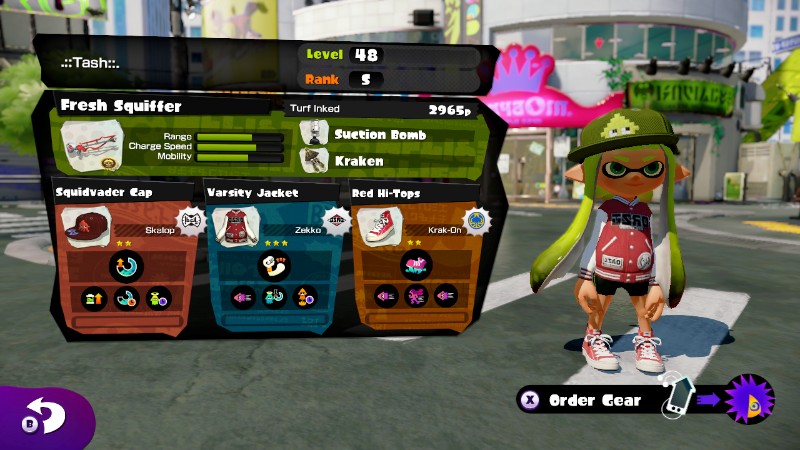 .::Tash::.
Level 48
Rank S
Fresh Squiffer
Turf Inked 2965p
Range
Charge Speed
Mobility
Suction Bomb
Kraken
Squidvader Cap
Skalop
Varsity Jacket
Zekko
Red Hi-Tops
Krak-On
X Order Gear
B